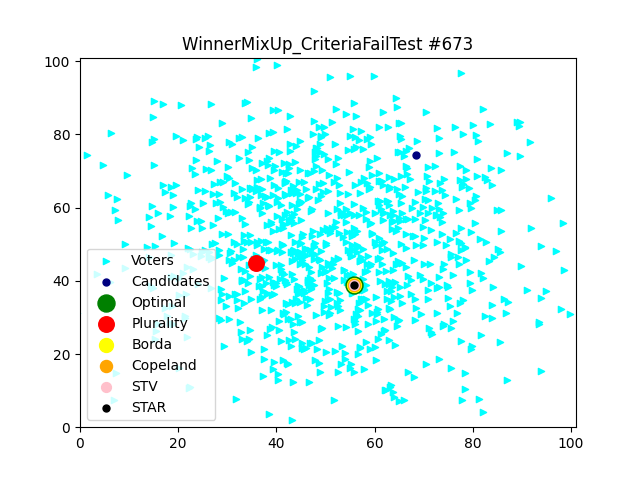 WinnerMixUp_CriteriaFailTest #673
100
80
60
40
20
0
Voters
Candidates
Optimal
Plurality
Borda
Copeland
STV
STAR
0 20 40 60 80 100